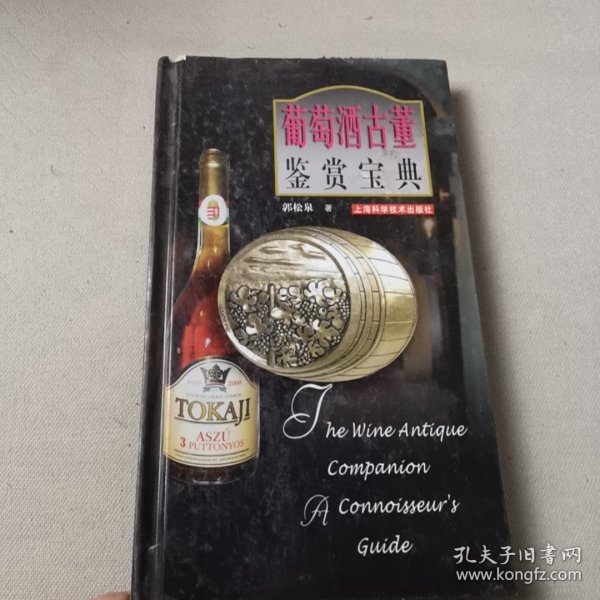 葡萄酒古董
鉴赏宝典
郭松泉 著
上海科学技术出版社
2000
TOKAJI
ASZÚ
3 PUTTONYOS
The Wine Antique
Companion
A Connoisseur's
Guide
孔夫子旧书网
www.kongfz.com